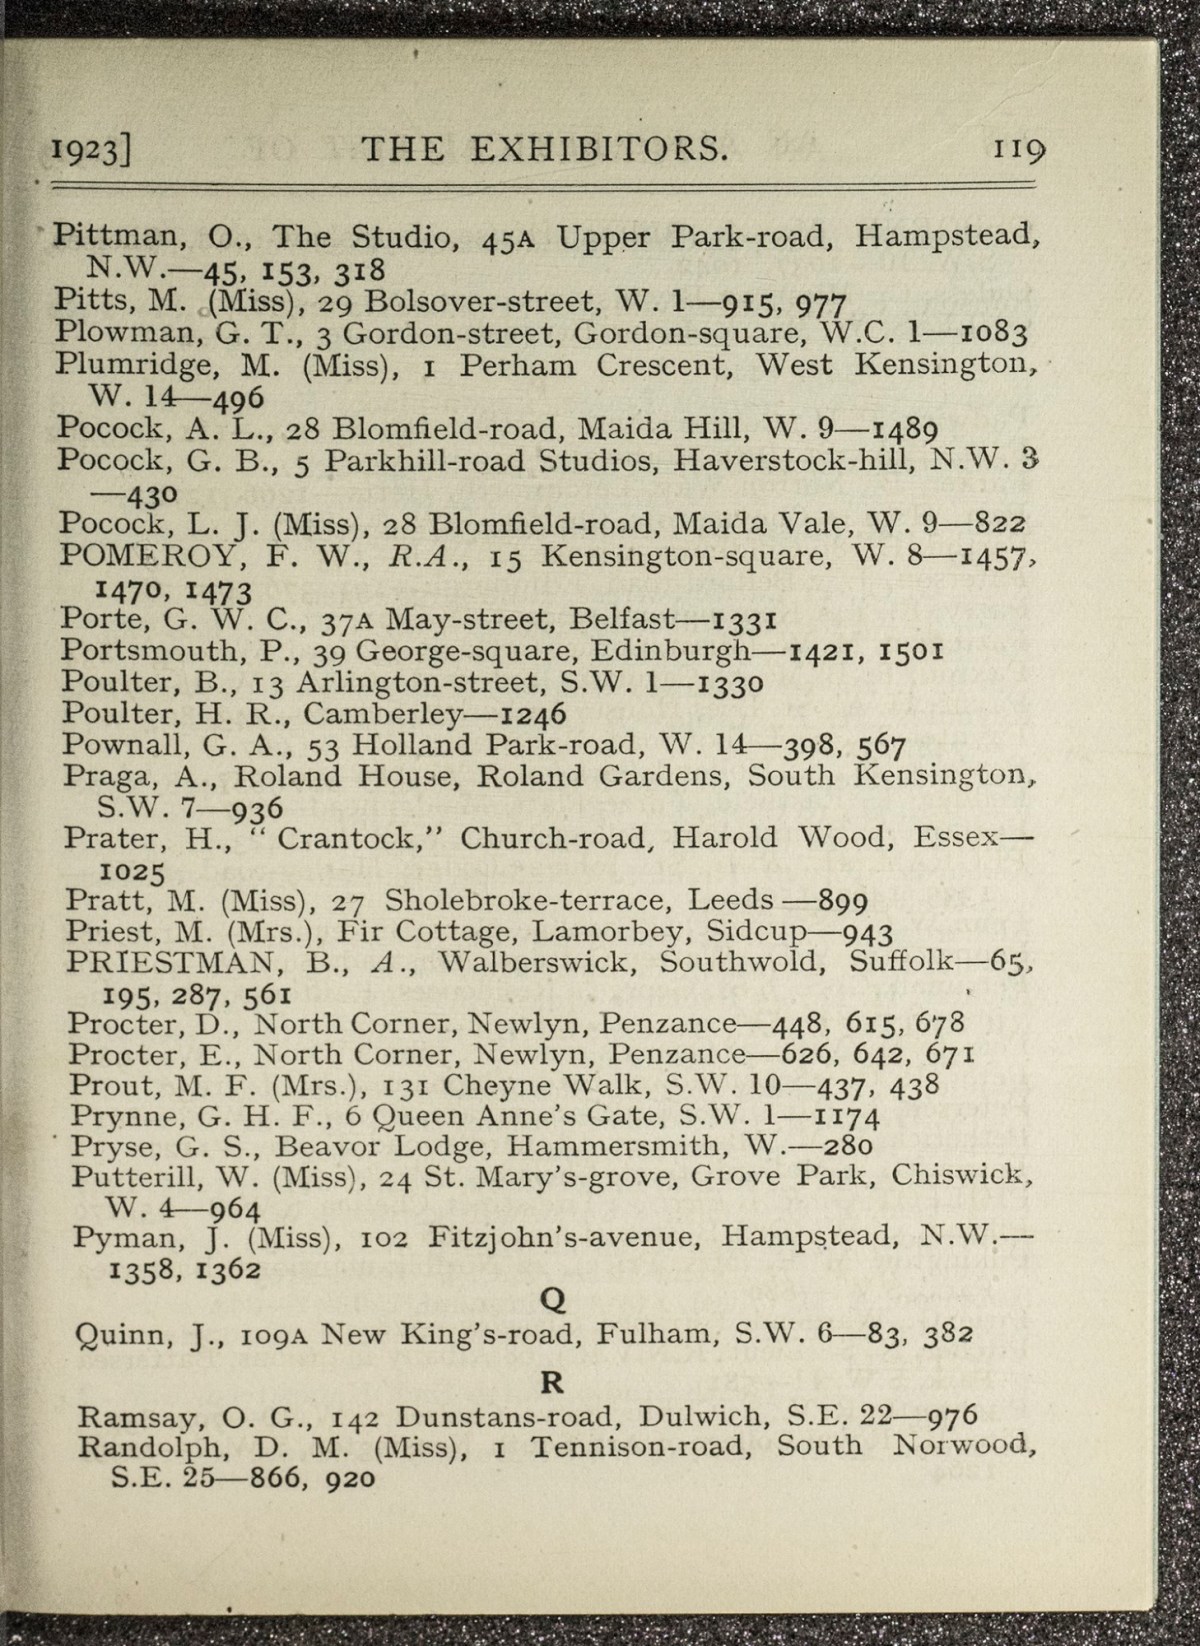 1923] THE EXHIBITORS. 119
Pittman, O., The Studio, 45A Upper Park-road, Hampstead,
N.W.—45, 153, 318
Pitts, M. (Miss), 29 Bolsover-street, W. 1—915, 977
Plowman, G. T., 3 Gordon-street, Gordon-square, W.C. 1—1083
Plumridge, M. (Miss), 1 Perham Crescent, West Kensington,
W. 14—496
Pocock, A. L., 28 Blomfield-road, Maida Hill, W. 9—1489
Pocock, G. B., 5 Parkhill-road Studios, Haverstock-hill, N.W. 3
—430
Pocock, L. J. (Miss), 28 Blomfield-road, Maida Vale, W. 9—822
POMEROY, F. W., R.A., 15 Kensington-square, W. 8—1457,
1470, 1473
Porte, G. W. C., 37A May-street, Belfast—1331
Portsmouth, P., 39 George-square, Edinburgh—1421, 1501
Poulter, B., 13 Arlington-street, S.W. 1—1330
Poulter, H. R., Camberley—1246
Pownall, G. A., 53 Holland Park-road, W. 14—398, 567
Praga, A., Roland House, Roland Gardens, South Kensington,
S.W. 7—936
Prater, H., “ Crantock,” Church-road, Harold Wood, Essex—
1025
Pratt, M. (Miss), 27 Sholebroke-terrace, Leeds—899
Priest, M. (Mrs.), Fir Cottage, Lamorbey, Sidcup—943
PRIESTMAN, B., A., Walberswick, Southwold, Suffolk—65,
195, 287, 561
Procter, D., North Corner, Newlyn, Penzance—448, 615, 678
Procter, E., North Corner, Newlyn, Penzance—626, 642, 671
Prout, M. F. (Mrs.), 131 Cheyne Walk, S.W. 10—437, 438
Prynne, G. H. F., 6 Queen Anne's Gate, S.W. 1—1174
Pryse, G. S., Beavor Lodge, Hammersmith, W.—280
Putterill, W. (Miss), 24 St. Mary's-grove, Grove Park, Chiswick,
W. 4—964
Pyman, J. (Miss), 102 Fitzjohn's-avenue, Hampstead, N.W.—
1358, 1362
Q
Quinn, J., 109A New King's-road, Fulham, S.W. 6—83, 382
R
Ramsay, O. G., 142 Dunstans-road, Dulwich, S.E. 22—976
Randolph, D. M. (Miss), 1 Tennison-road, South Norwood,
S.E. 25—866, 920